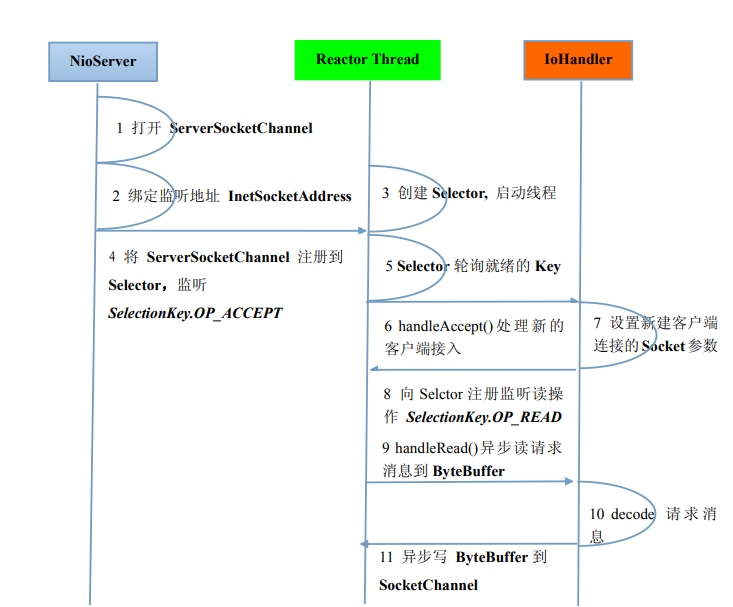 NioServer
Reactor Thread
IoHandler
1 打开 ServerSocketChannel
2 绑定监听地址 InetSocketAddress
3 创建 Selector, 启动线程
4 将 ServerSocketChannel 注册到
Selector，监听
SelectionKey.OP_ACCEPT
5 Selector 轮询就绪的 Key
6 handleAccept()处理新的
客户端接入
7 设置新建客户端
连接的 Socket 参数
8 向 Selctor 注册监听读操
作 SelectionKey.OP_READ
9 handleRead()异步读请求
消息到 ByteBuffer
10 decode 请求消
息
11 异步写 ByteBuffer 到
SocketChannel